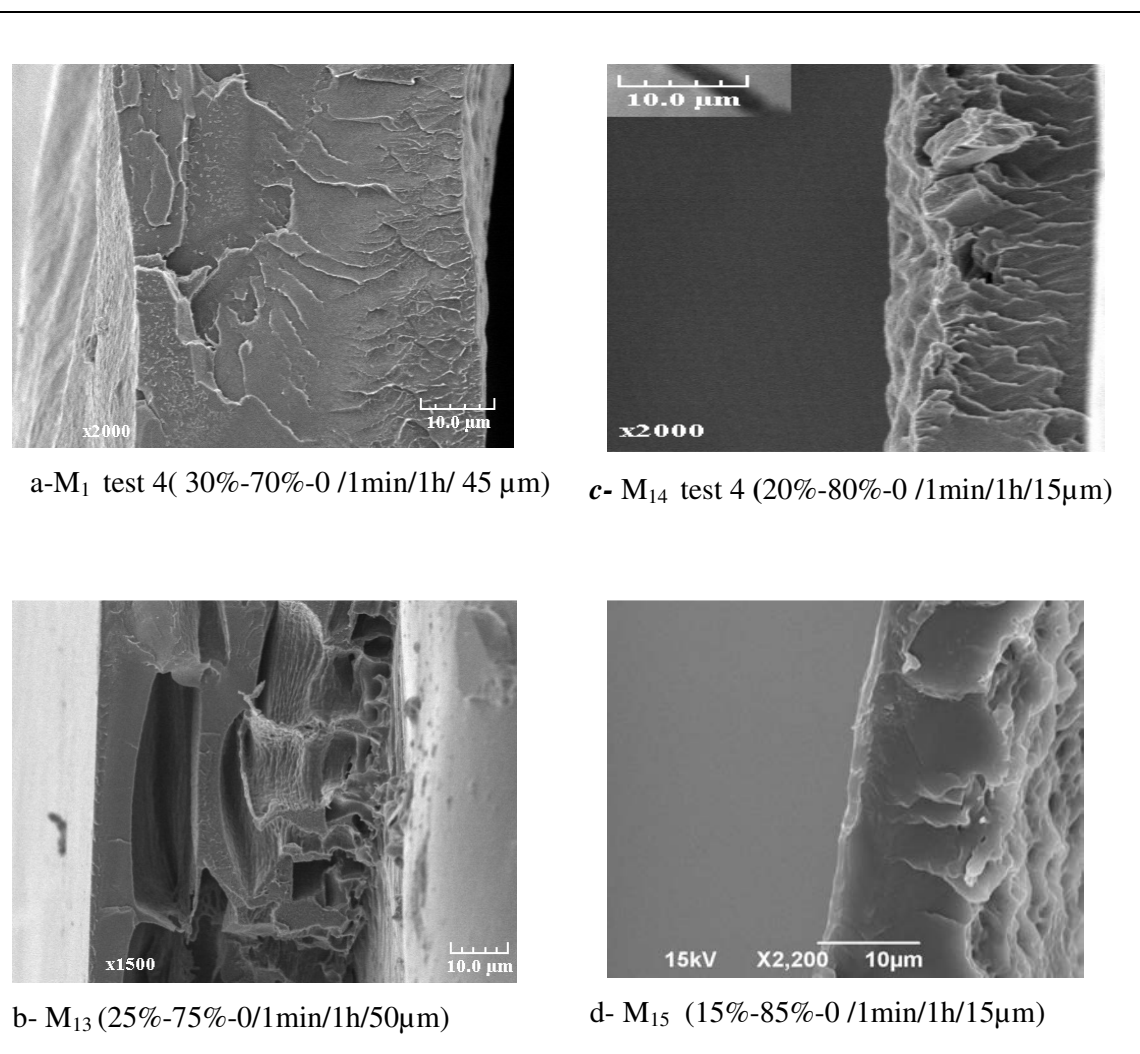 x2000
10.0 µm
a-M₁ test 4( 30%-70%-0 /1min/1h/ 45 µm)
10.0 µm
x2000
c- M₁₄ test 4 (20%-80%-0 /1min/1h/15µm)
x1500
10.0 µm
b- M₁₃ (25%-75%-0/1min/1h/50µm)
15kV X2,200 10µm
d- M₁₅ (15%-85%-0 /1min/1h/15µm)